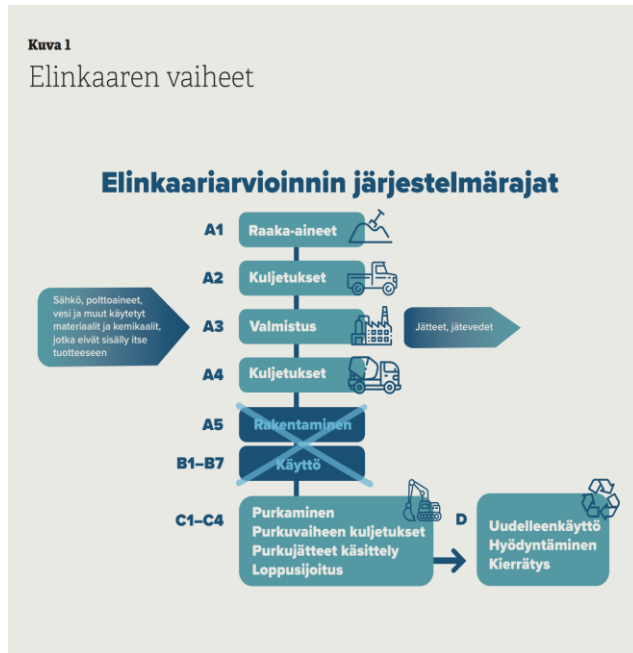 Kuva 1
Elinkaaren vaiheet
Elinkaariarvioinnin järjestelmärajat
A1
Raaka-aineet
A2
Kuljetukset
Sähkö, polttoaineet,
vesi ja muut käytetyt
materiaalit ja kemikaalit,
jotka eivät sisälly itse
tuotteeseen
A3
Valmistus
Jätteet, jätevedet
A4
Kuljetukset
A5
Rakentaminen
B1–B7
Käyttö
C1–C4
Purkaminen
Purkuvaiheen kuljetukset
Purkujätteet käsittely
Loppusijoitus
D
Uudelleenkäyttö
Hyödyntäminen
Kierrätys